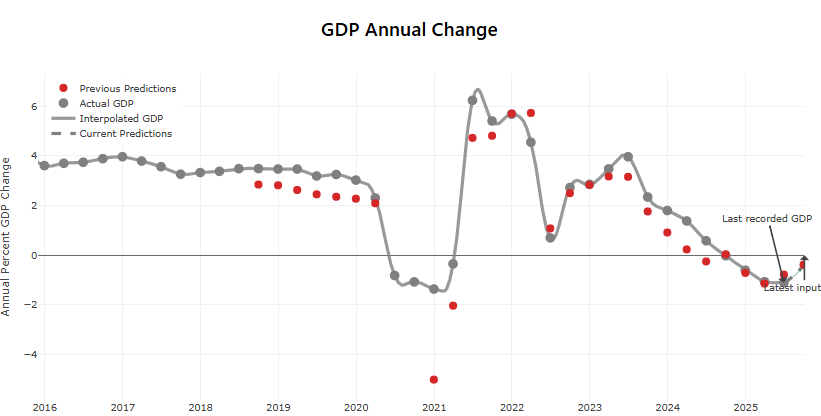 GDP Annual Change
Previous Predictions
Actual GDP
Interpolated GDP
Current Predictions
Annual Percent GDP Change
6
4
2
0
−2
−4
Last recorded GDP
Latest input
2016 2017 2018 2019 2020 2021 2022 2023 2024 2025